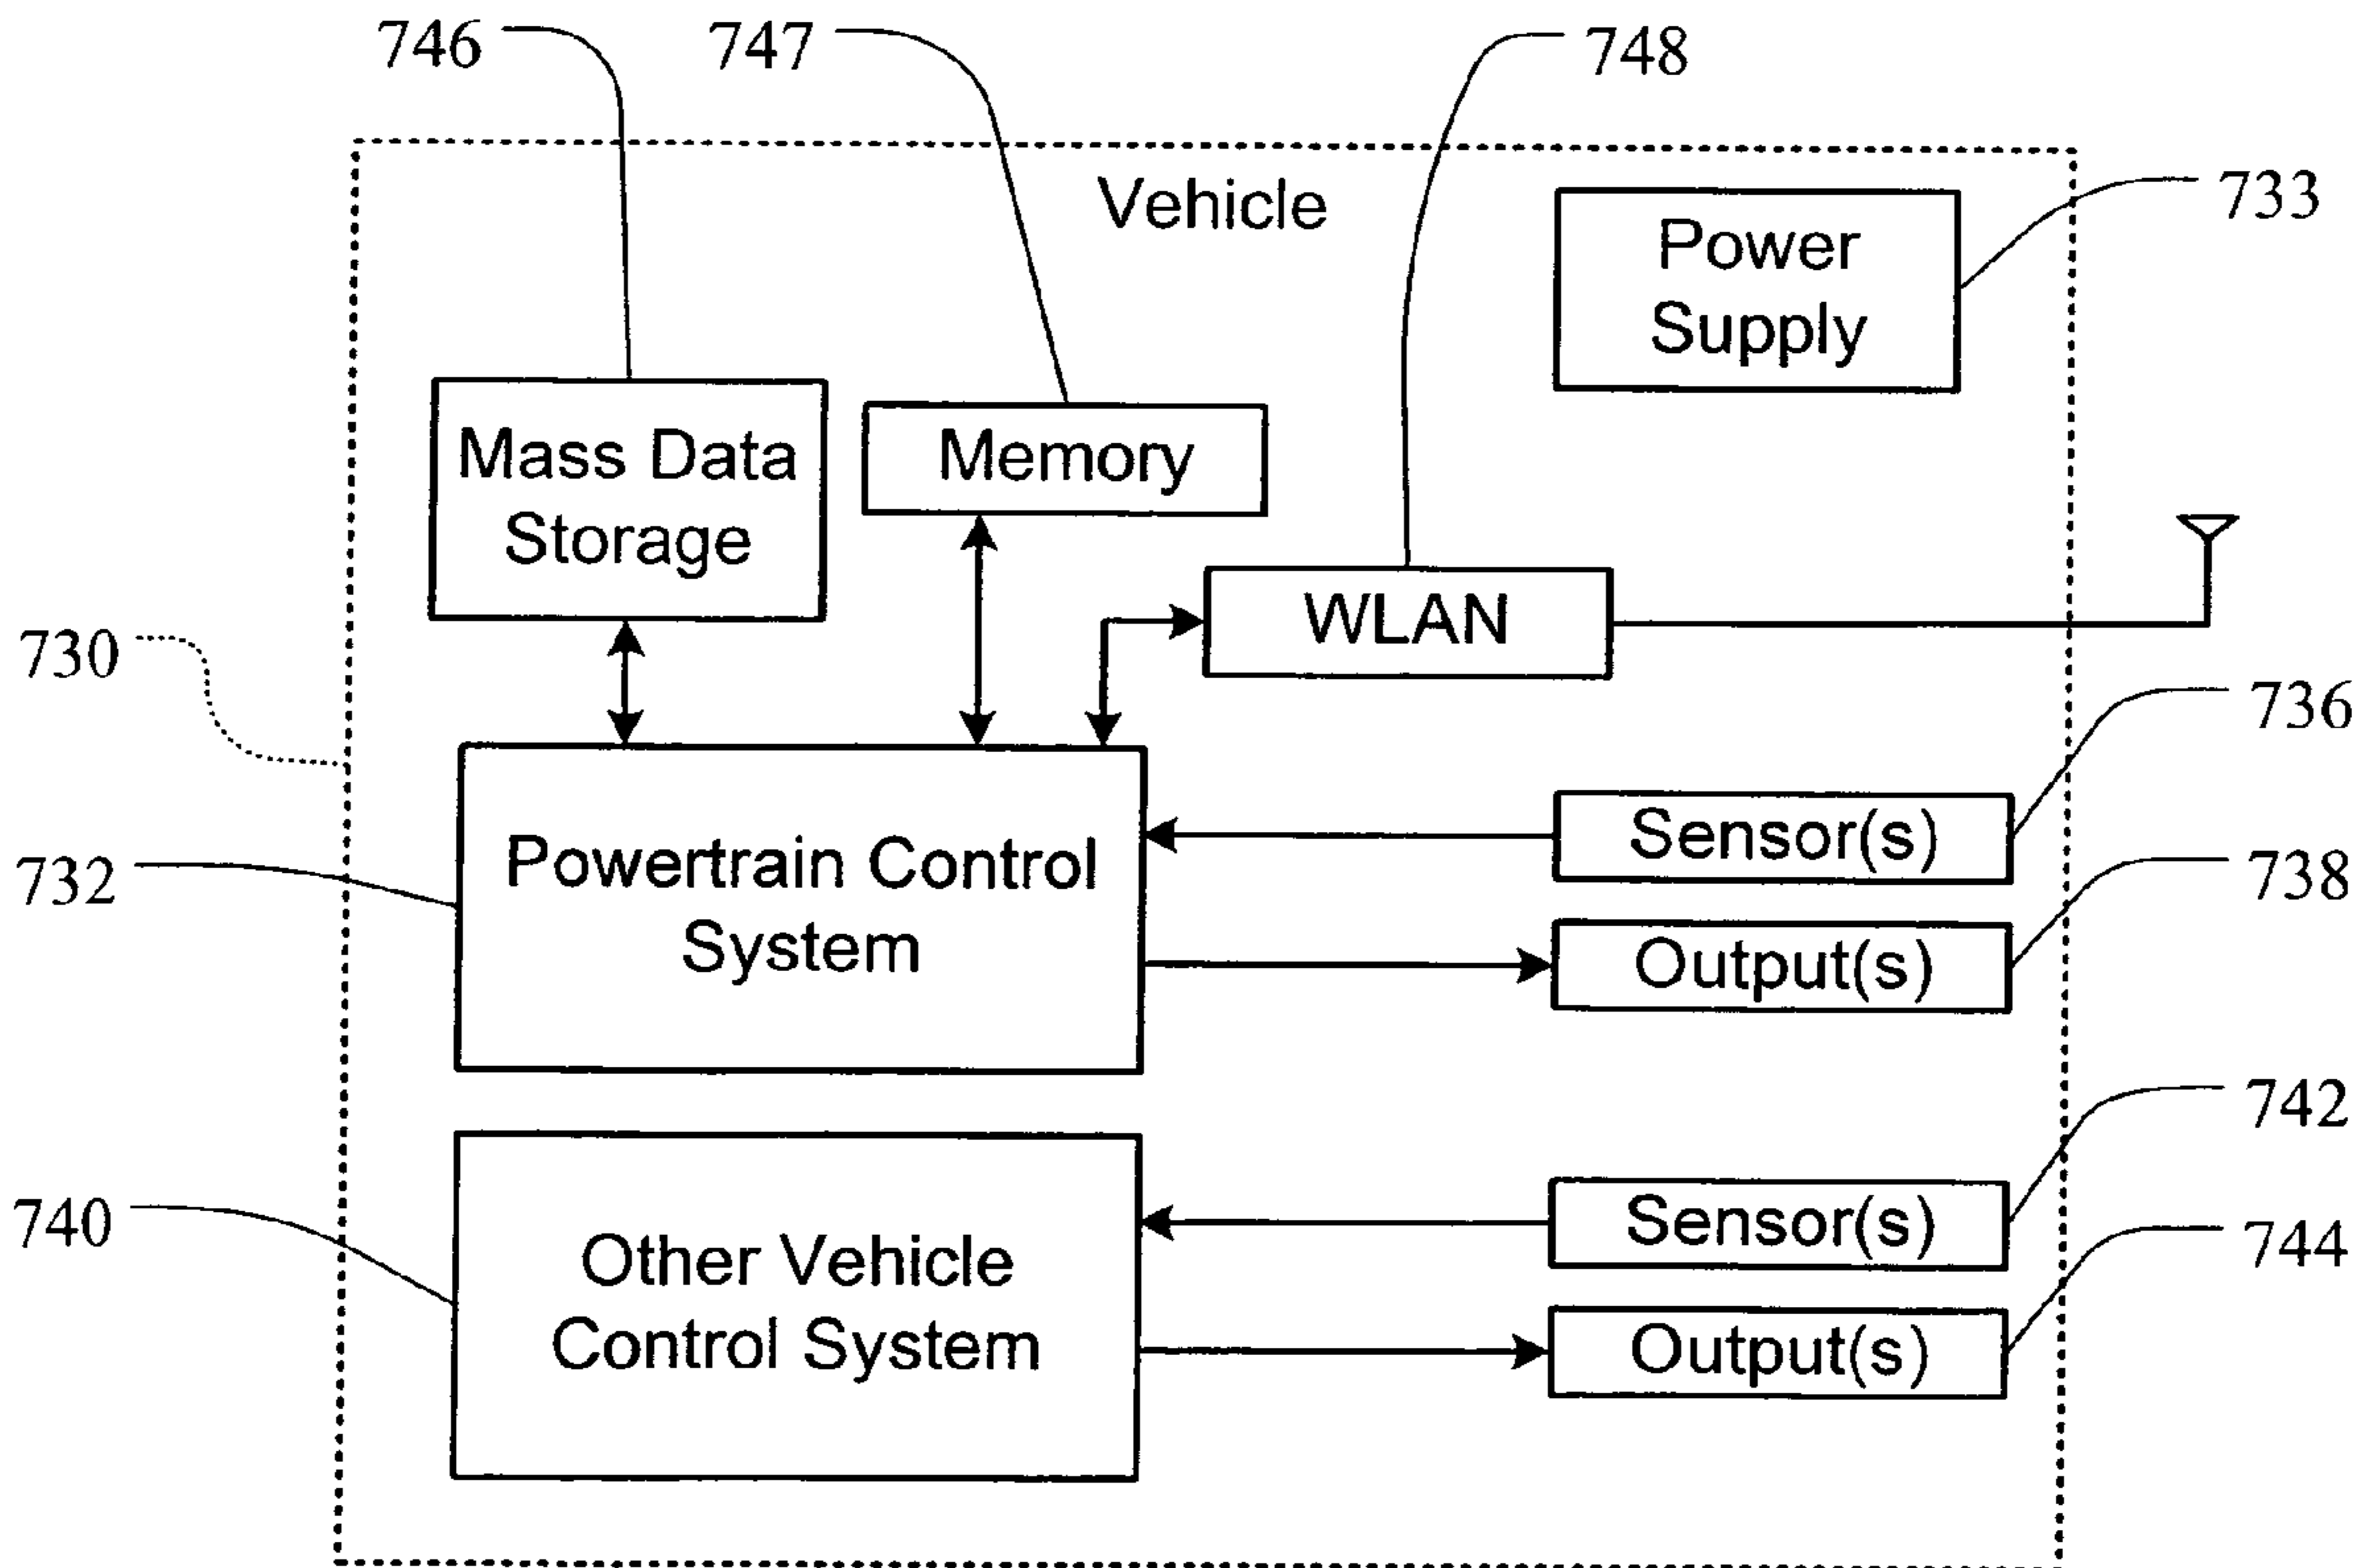 746
747
748
Vehicle
Power
Supply
733
Mass Data
Storage
Memory
WLAN
730
736
Sensor(s)
732
Powertrain Control
System
738
Output(s)
742
740
Other Vehicle
Control System
Sensor(s)
744
Output(s)